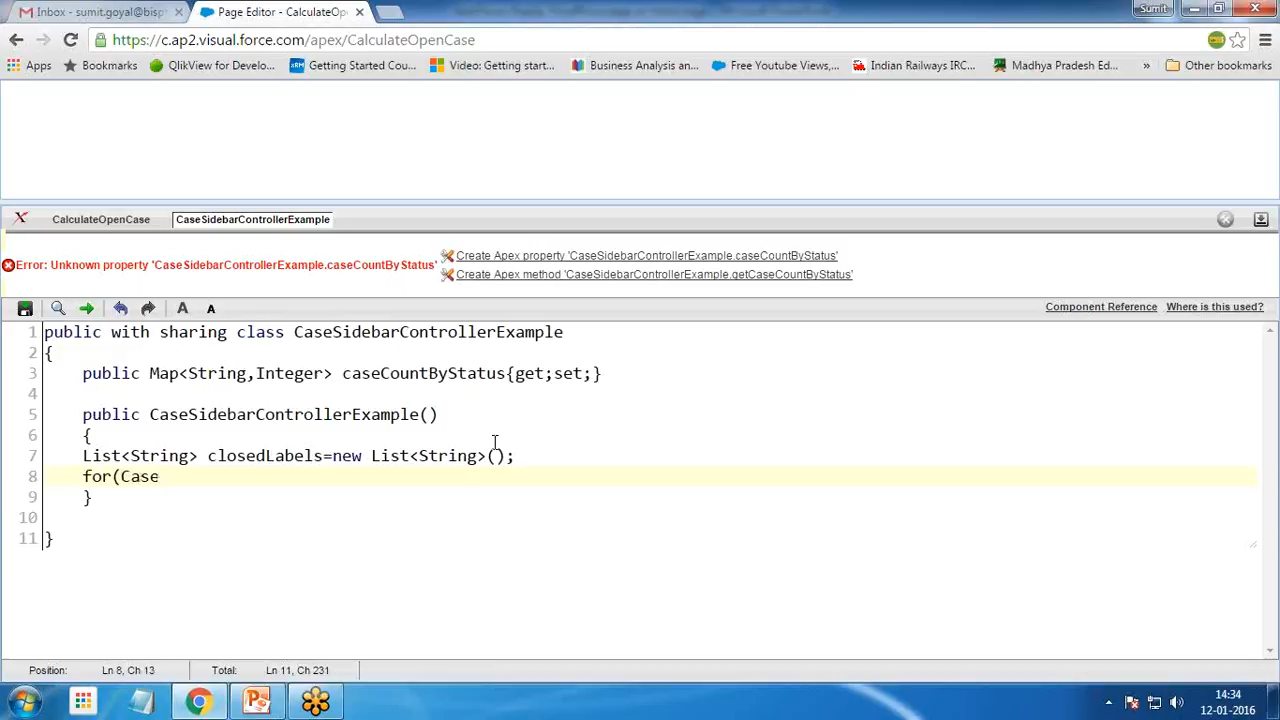 Inbox - sumit.goyal@bisp
Page Editor - CalculateOp
Sumit
https://c.ap2.visual.force.com/apex/CalculateOpenCase
Apps
Bookmarks
QlikView for Develo...
Getting Started Cou...
Video: Getting start...
Business Analysis an...
Free Youtube Views,...
Indian Railways IRC...
Madhya Pradesh Ed...
»
Other bookmarks
CalculateOpenCase
CaseSidebarControllerExample
Error: Unknown property 'CaseSidebarControllerExample.caseCountByStatus'
Create Apex property 'CaseSidebarControllerExample.caseCountByStatus'
Create Apex method 'CaseSidebarControllerExample.getCaseCountByStatus'
A A
Component Reference Where is this used?
1 public with sharing class CaseSidebarControllerExample
2 {
3 public Map<String,Integer> caseCountByStatus{get;set;}
4
5 public CaseSidebarControllerExample()
6 {
7 List<String> closedLabels=new List<String>();
8 for(Case
9 }
10
11 }
Position: Ln 8, Ch 13 Total: Ln 11, Ch 231
14:34
12-01-2016